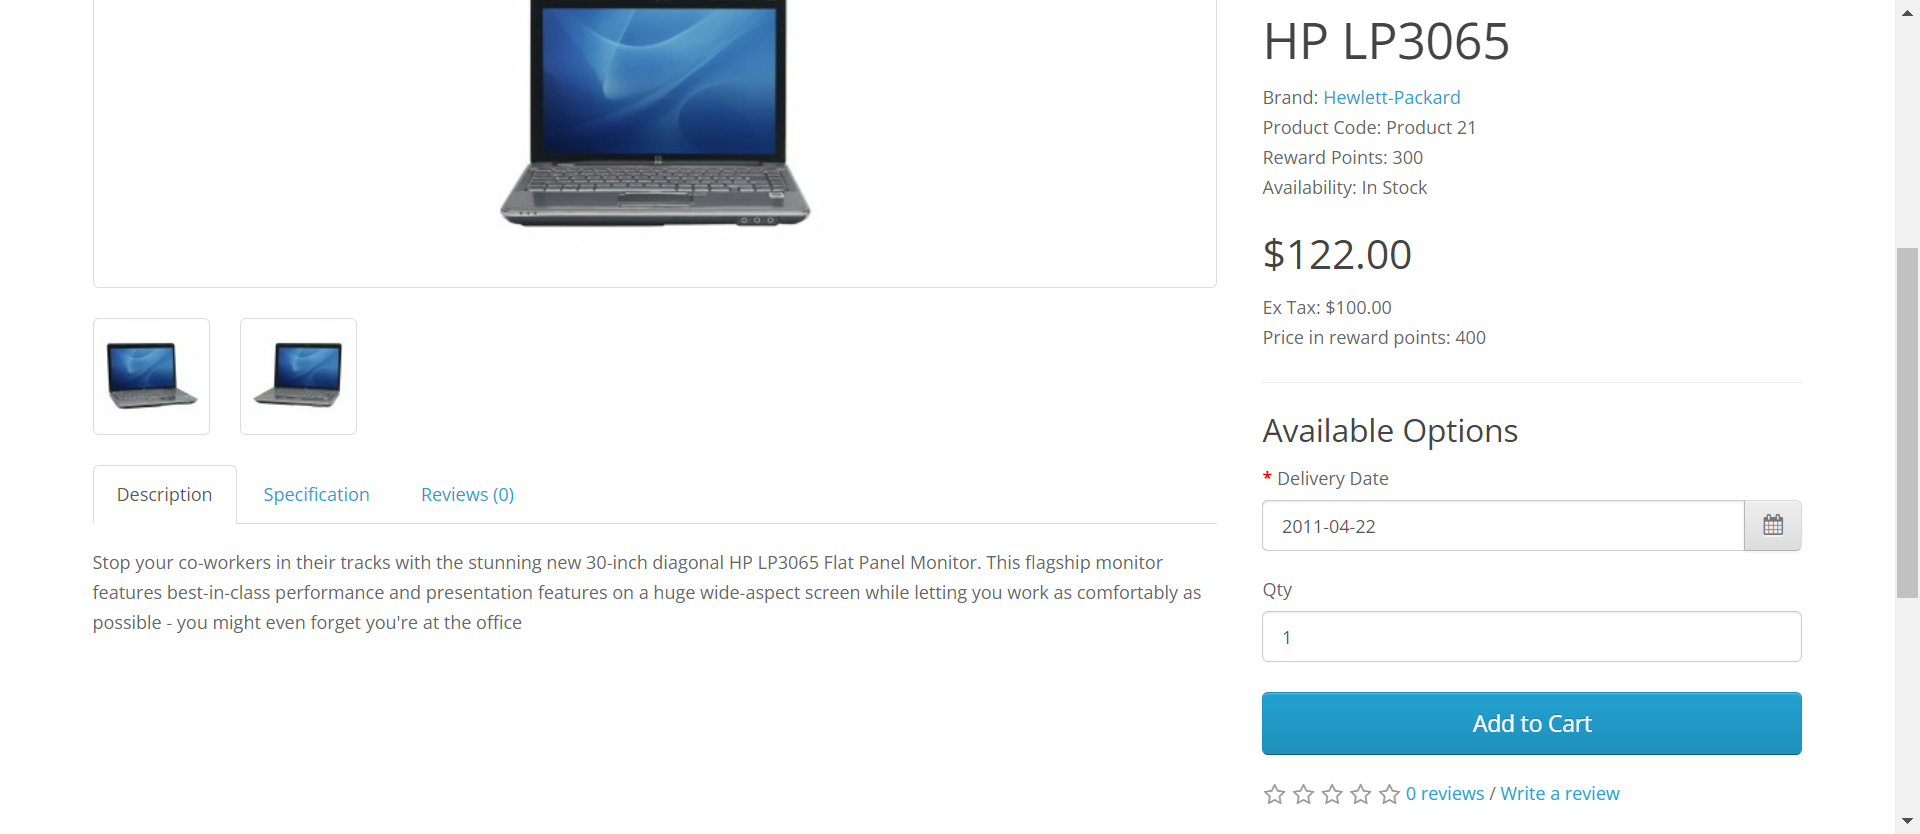 HP LP3065
Brand: Hewlett-Packard
Product Code: Product 21
Reward Points: 300
Availability: In Stock
$122.00
Ex Tax: $100.00
Price in reward points: 400
Available Options
* Delivery Date
2011-04-22
Qty
1
Add to Cart
0 reviews / Write a review
Description
Specification
Reviews (0)
Stop your co-workers in their tracks with the stunning new 30-inch diagonal HP LP3065 Flat Panel Monitor. This flagship monitor
features best-in-class performance and presentation features on a huge wide-aspect screen while letting you work as comfortably as
possible - you might even forget you're at the office